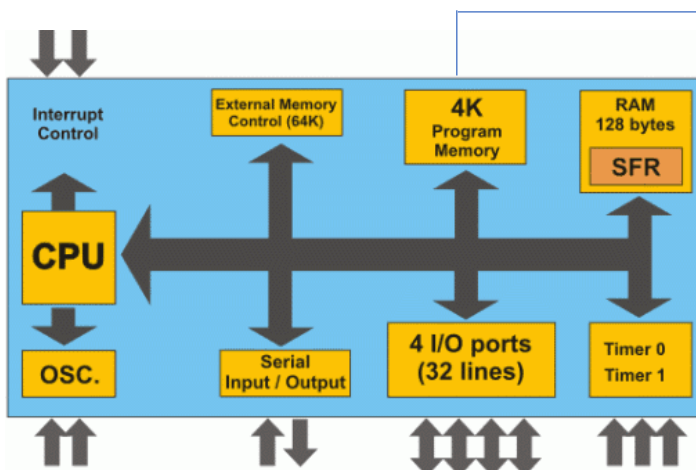 Interrupt
Control
External Memory
Control (64K)
4K
Program
Memory
RAM
128 bytes
SFR
CPU
OSC.
Serial
Input / Output
4 I/O ports
(32 lines)
Timer 0
Timer 1